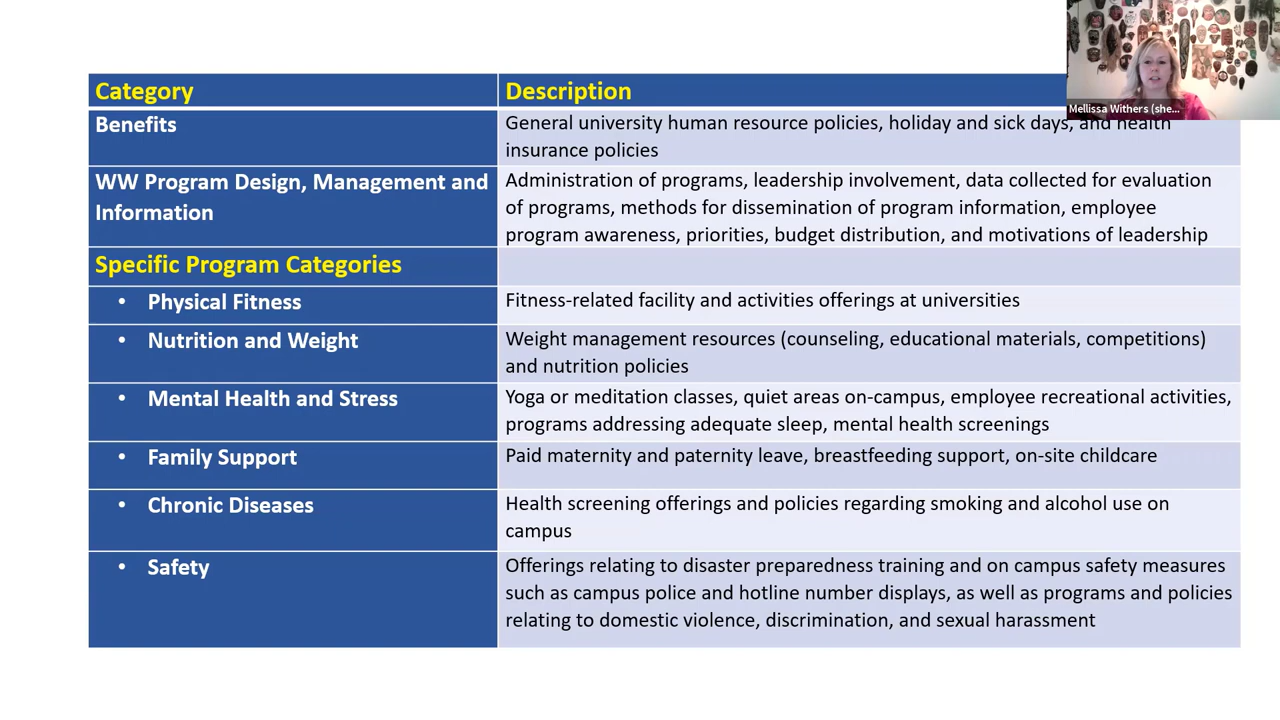 Category
Description
Mellissa Withers (she...
Benefits
General university human resource policies, holiday and sick days, and health
insurance policies
WW Program Design, Management and
Information
Administration of programs, leadership involvement, data collected for evaluation
of programs, methods for dissemination of program information, employee
program awareness, priorities, budget distribution, and motivations of leadership
Specific Program Categories
• Physical Fitness
Fitness-related facility and activities offerings at universities
• Nutrition and Weight
Weight management resources (counseling, educational materials, competitions)
and nutrition policies
• Mental Health and Stress
Yoga or meditation classes, quiet areas on-campus, employee recreational activities,
programs addressing adequate sleep, mental health screenings
• Family Support
Paid maternity and paternity leave, breastfeeding support, on-site childcare
• Chronic Diseases
Health screening offerings and policies regarding smoking and alcohol use on
campus
• Safety
Offerings relating to disaster preparedness training and on campus safety measures
such as campus police and hotline number displays, as well as programs and policies
relating to domestic violence, discrimination, and sexual harassment